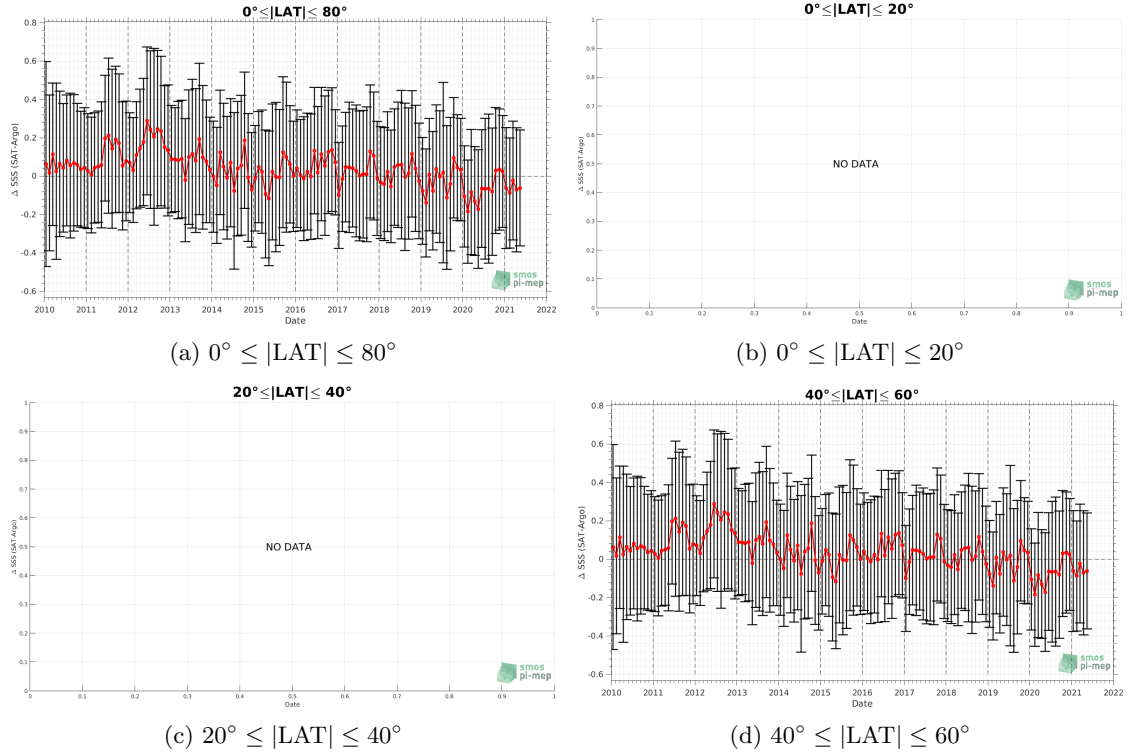 0°≤|LAT|≤ 80°
Δ SSS (SAT-Argo)
0.8
0.6
0.4
0.2
0
-0.2
-0.4
-0.6
2010 2011 2012 2013 2014 2015 2016 2017 2018 2019 2020 2021 2022
Date
smos
pi-mep
(a) 0° ≤ |LAT| ≤ 80°
0°≤|LAT|≤ 20°
Δ SSS (SAT-Argo)
1
0.9
0.8
0.7
0.6
0.5
0.4
0.3
0.2
0.1
0
NO DATA
0 0.1 0.2 0.3 0.4 0.5 0.6 0.7 0.8 0.9 1
Date
smos
pi-mep
(b) 0° ≤ |LAT| ≤ 20°
20°≤|LAT|≤ 40°
Δ SSS (SAT-Argo)
1
0.9
0.8
0.7
0.6
0.5
0.4
0.3
0.2
0.1
0
NO DATA
0 0.1 0.2 0.3 0.4 0.5 0.6 0.7 0.8 0.9 1
Date
smos
pi-mep
(c) 20° ≤ |LAT| ≤ 40°
40°≤|LAT|≤ 60°
Δ SSS (SAT-Argo)
0.8
0.6
0.4
0.2
0
-0.2
-0.4
-0.6
2010 2011 2012 2013 2014 2015 2016 2017 2018 2019 2020 2021 2022
Date
smos
pi-mep
(d) 40° ≤ |LAT| ≤ 60°